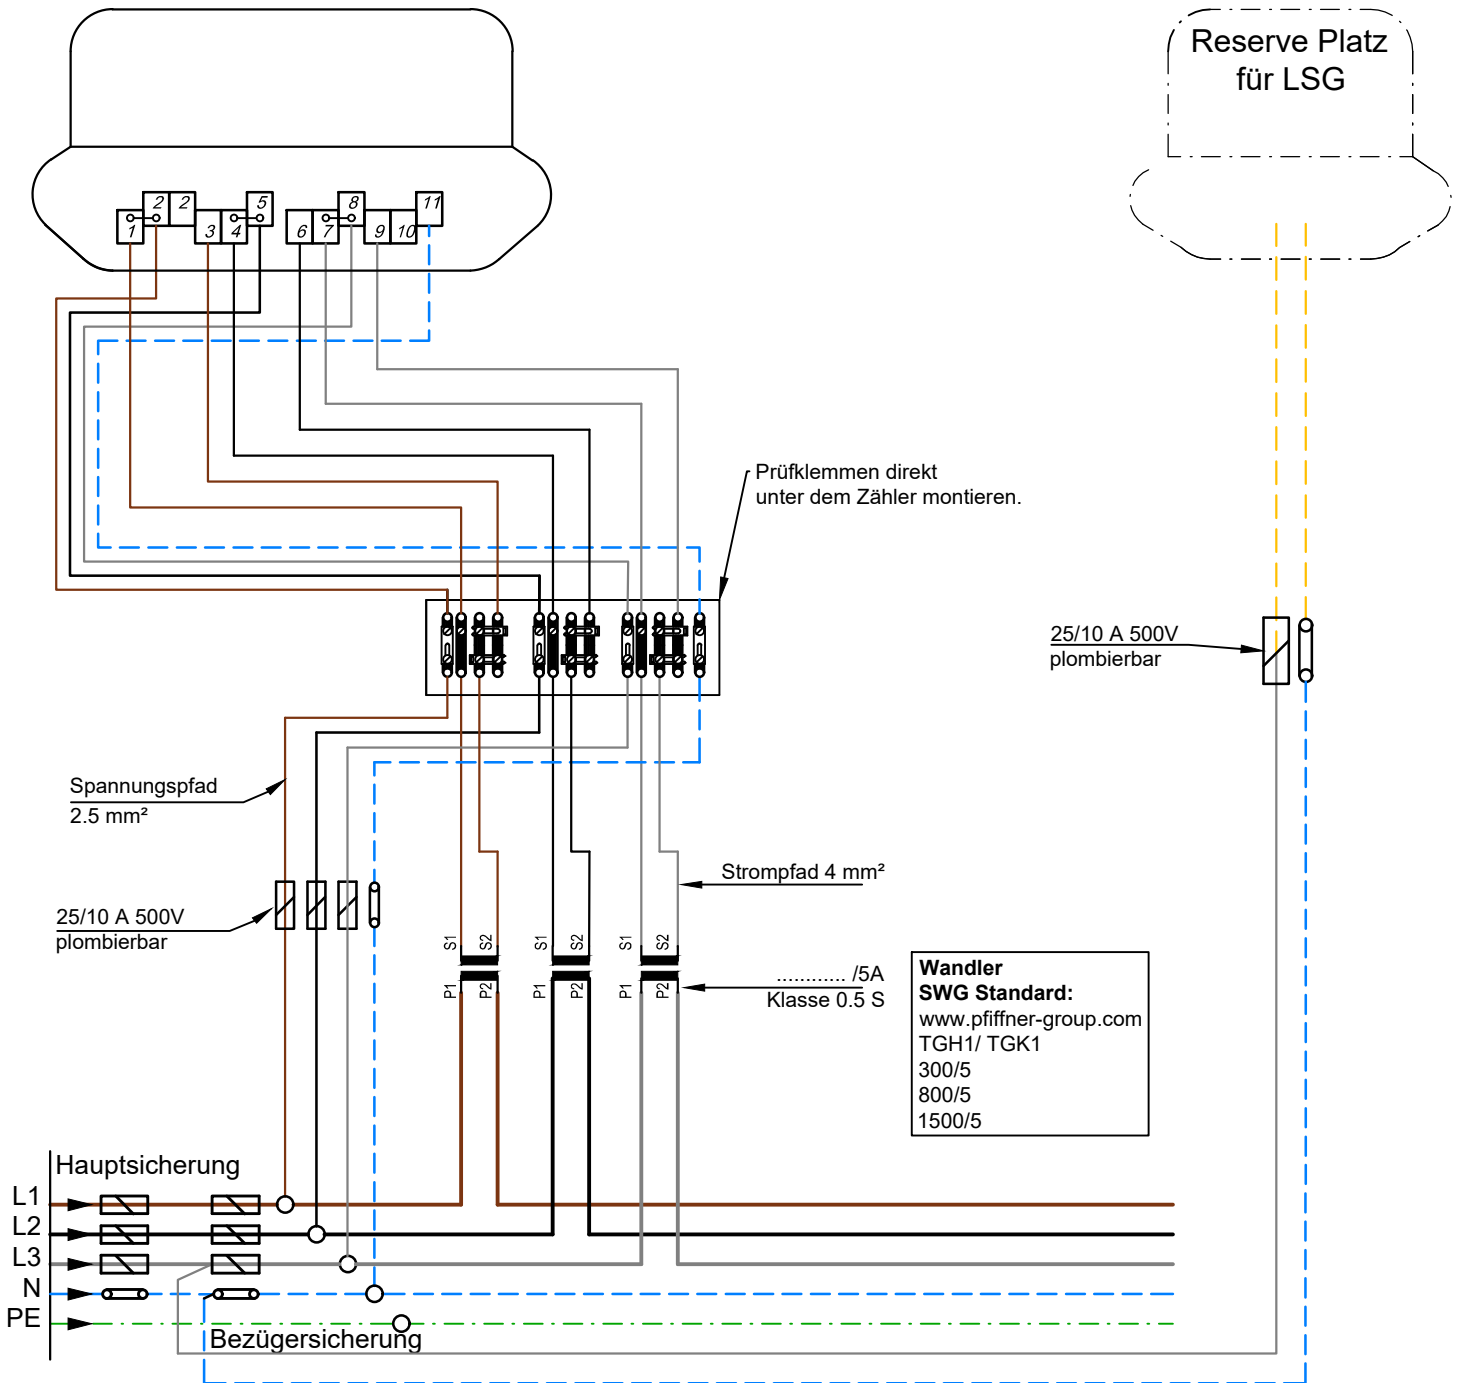 Reserve Platz
für LSG
2 2 5 8 11
1 3 4 6 7 9 10
Prüfklemmen direkt
unter dem Zähler montieren.
25/10 A 500V
plombierbar
Spannungspfad
2.5 mm²
Strompfad 4 mm²
25/10 A 500V
plombierbar
S1 S2 S1 S2 S1 S2
P1 P2 P1 P2 P1 P2
............ /5A
Klasse 0.5 S
Wandler
SWG Standard:
www.pfiffner-group.com
TGH1/ TGK1
300/5
800/5
1500/5
Hauptsicherung
L1
L2
L3
N
PE
Bezügersicherung